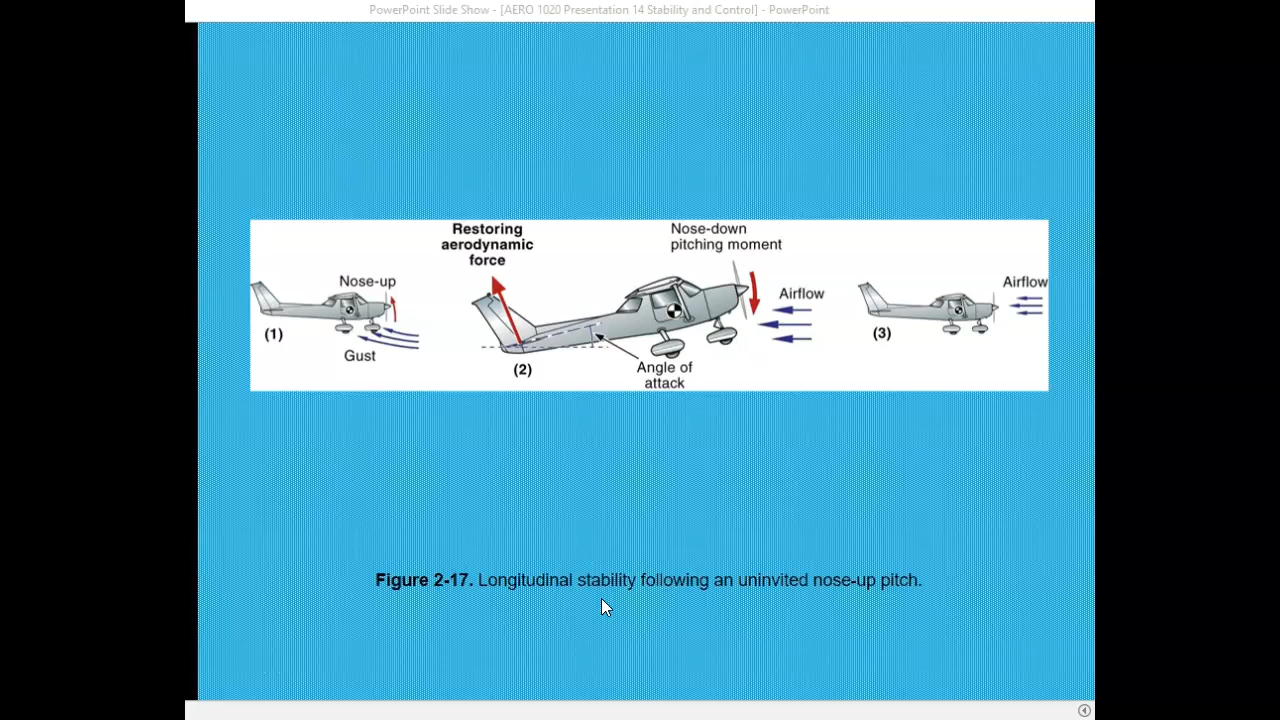 PowerPoint Slide Show - [AERO 1020 Presentation 14 Stability and Control] - PowerPoint
Nose-up
(1)
Gust
Restoring
aerodynamic
force
Nose-down
pitching moment
Airflow
(2)
Angle of
attack
Airflow
(3)
Figure 2-17. Longitudinal stability following an uninvited nose-up pitch.